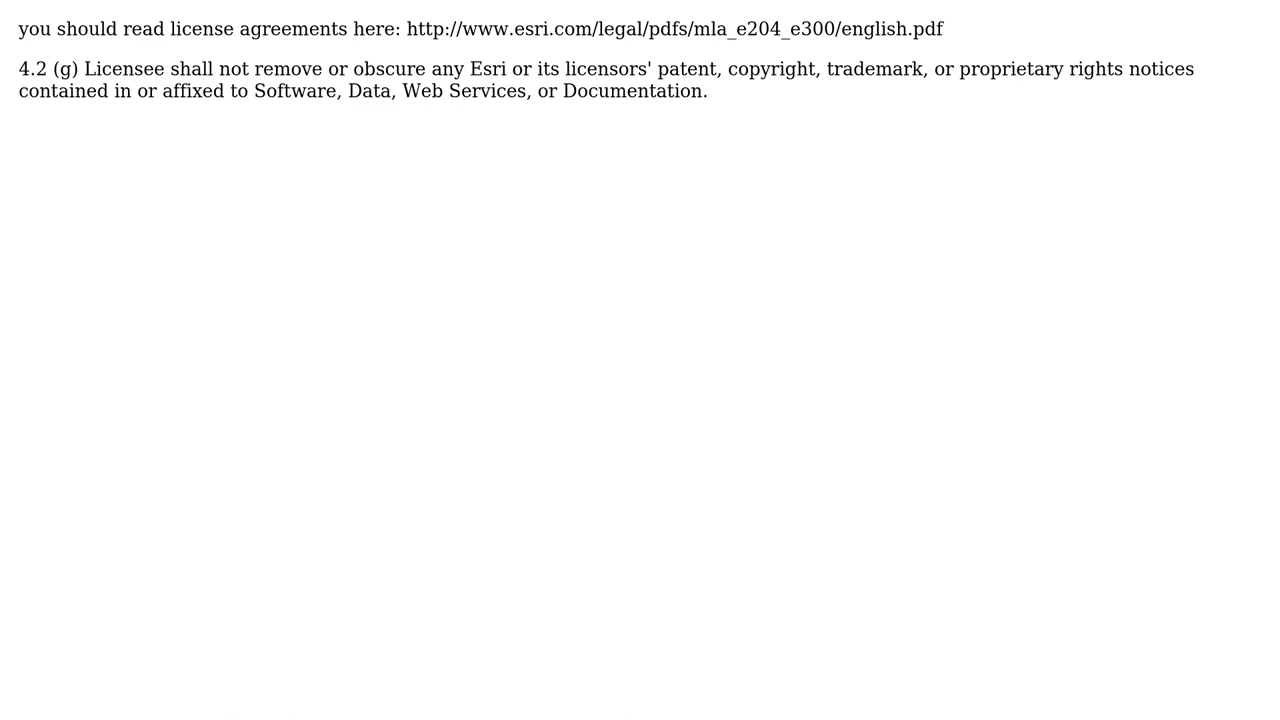 you should read license agreements here: http://www.esri.com/legal/pdfs/mla_e204_e300/english.pdf
4.2 (g) Licensee shall not remove or obscure any Esri or its licensors' patent, copyright, trademark, or proprietary rights notices
contained in or affixed to Software, Data, Web Services, or Documentation.